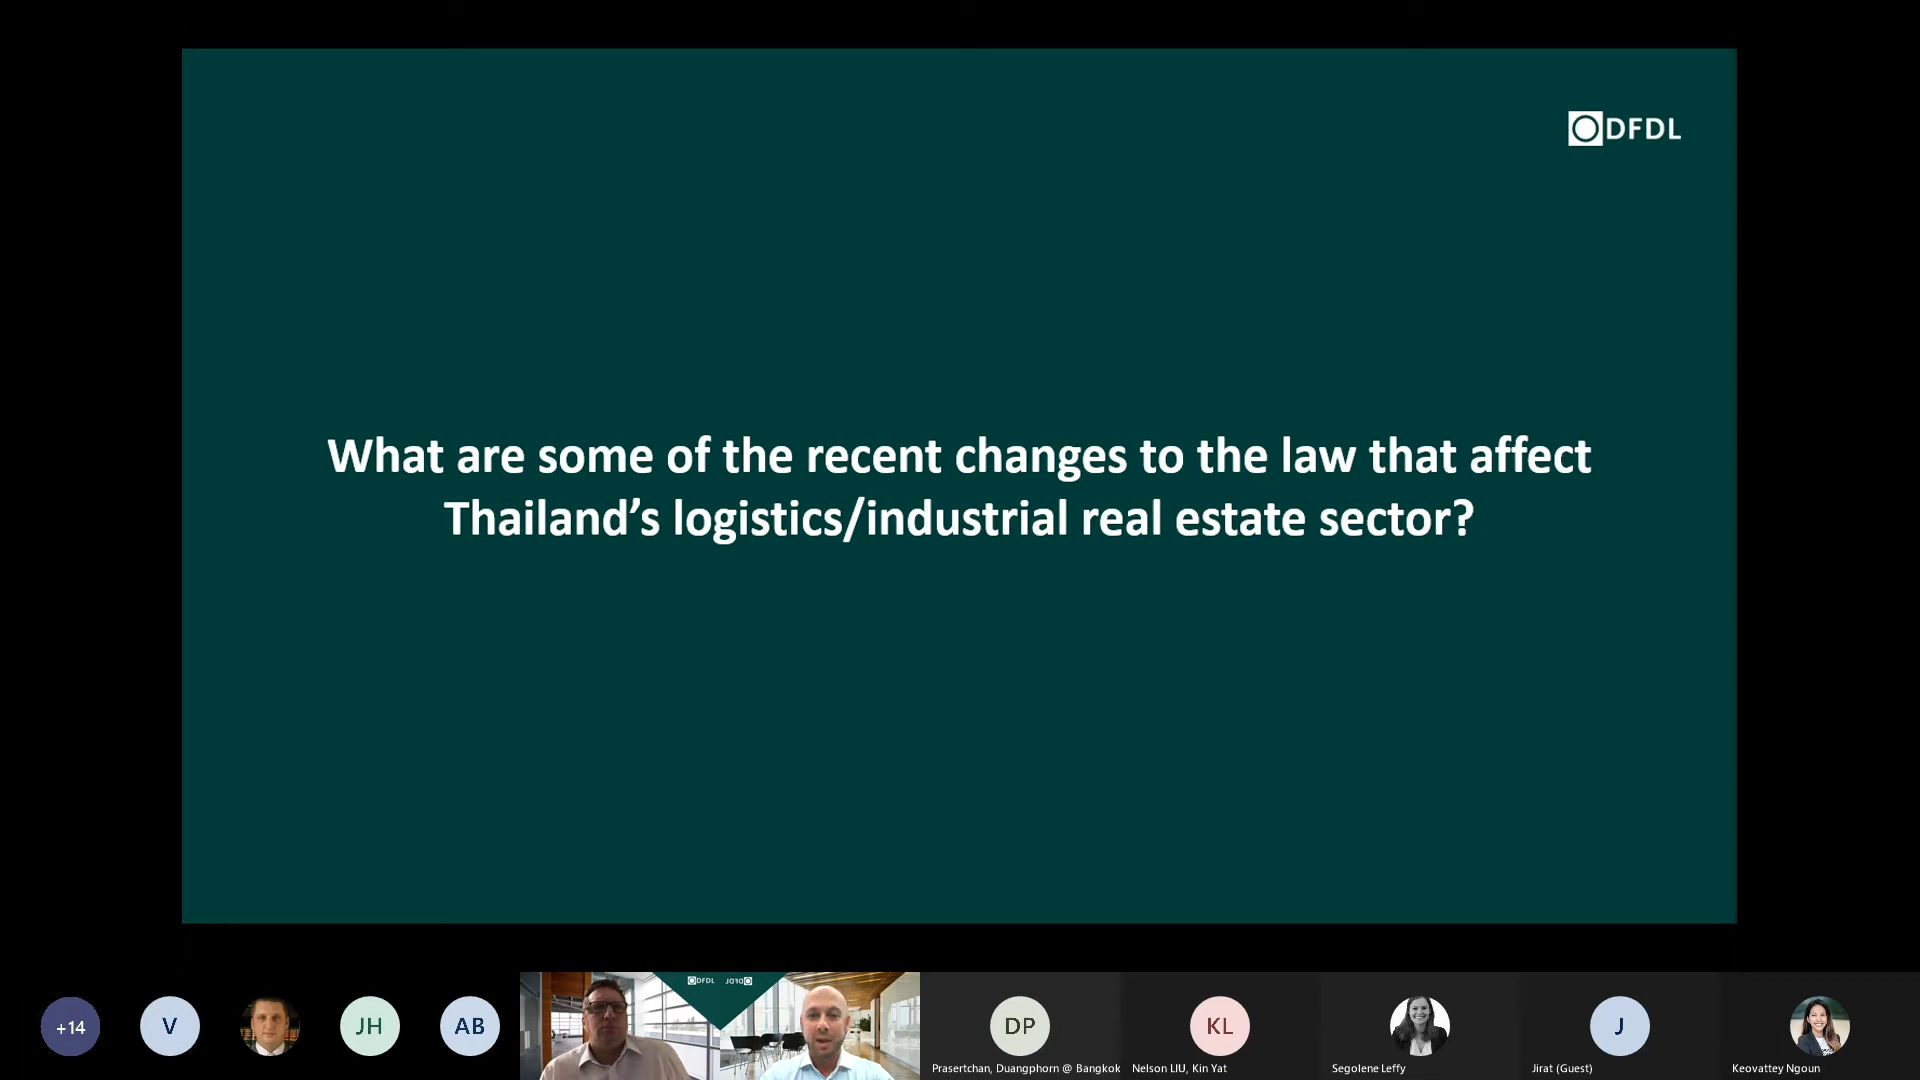 DFDL
What are some of the recent changes to the law that affect
Thailand’s logistics/industrial real estate sector?
+14
V
JH
AB
DFDL
DP
KL
J
Prasertchan, Duangphorn @ Bangkok
Nelson LIU, Kin Yat
Segolene Leffy
Jirat (Guest)
Keovattey Ngoun